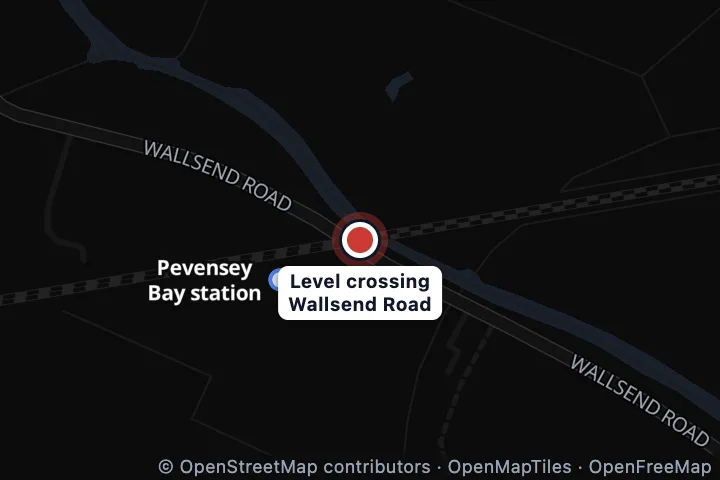 WALLSEND ROAD
Pevensey
Bay station
Level crossing
Wallsend Road
WALLSEND ROAD
© OpenStreetMap contributors · OpenMapTiles · OpenFreeMap